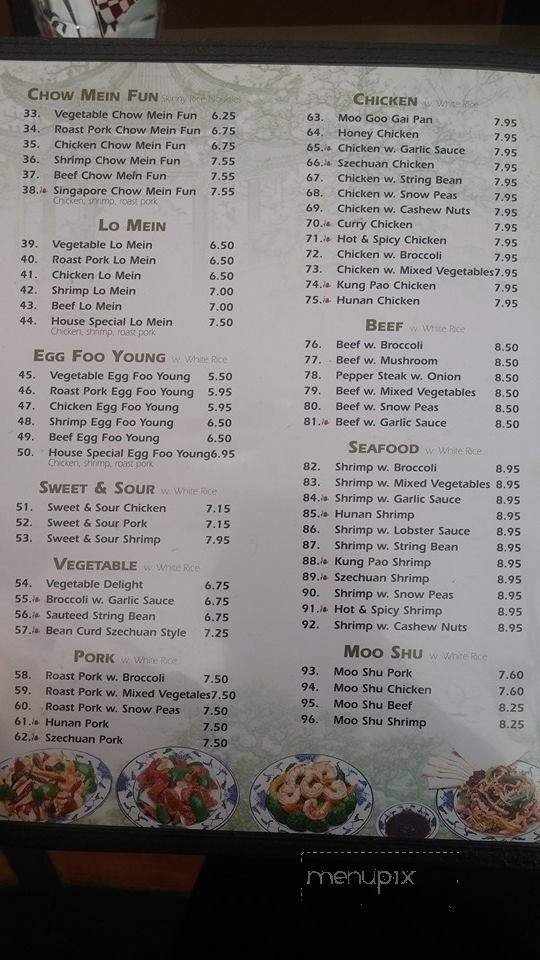 CHOW MEIN FUN Skinny Rice Noodles
33. Vegetable Chow Mein Fun 6.25
34. Roast Pork Chow Mein Fun 6.75
35. Chicken Chow Mein Fun 6.75
36. Shrimp Chow Mein Fun 7.55
37. Beef Chow Mein Fun 7.55
38. Singapore Chow Mein Fun 7.55
Chicken, shrimp, roast pork
LO MEIN
39. Vegetable Lo Mein 6.50
40. Roast Pork Lo Mein 6.50
41. Chicken Lo Mein 6.50
42. Shrimp Lo Mein 7.00
43. Beef Lo Mein 7.00
44. House Special Lo Mein 7.50
Chicken, shrimp, roast pork
EGG FOO YOUNG w. White Rice
45. Vegetable Egg Foo Young 5.50
46. Roast Pork Egg Foo Young 5.95
47. Chicken Egg Foo Young 5.95
48. Shrimp Egg Foo Young 6.50
49. Beef Egg Foo Young 6.50
50. House Special Egg Foo Young 6.95
Chicken, shrimp, roast pork
SWEET & SOUR w. White Rice
51. Sweet & Sour Chicken 7.15
52. Sweet & Sour Pork 7.15
53. Sweet & Sour Shrimp 7.95
VEGETABLE w. White Rice
54. Vegetable Delight 6.75
55. Broccoli w. Garlic Sauce 6.75
56. Sauteed String Bean 6.75
57. Bean Curd Szechuan Style 7.25
PORK w. White Rice
58. Roast Pork w. Broccoli 7.50
59. Roast Pork w. Mixed Vegetales 7.50
60. Roast Pork w. Snow Peas 7.50
61. Hunan Pork 7.50
62. Szechuan Pork 7.50
CHICKEN w. White Rice
63. Moo Goo Gai Pan 7.95
64. Honey Chicken 7.95
65. Chicken w. Garlic Sauce 7.95
66. Szechuan Chicken 7.95
67. Chicken w. String Bean 7.95
68. Chicken w. Snow Peas 7.95
69. Chicken w. Cashew Nuts 7.95
70. Curry Chicken 7.95
71. Hot & Spicy Chicken 7.95
72. Chicken w. Broccoli 7.95
73. Chicken w. Mixed Vegetables 7.95
74. Kung Pao Chicken 7.95
75. Hunan Chicken 7.95
BEEF w. White Rice
76. Beef w. Broccoli 8.50
77. Beef w. Mushroom 8.50
78. Pepper Steak w. Onion 8.50
79. Beef w. Mixed Vegetables 8.50
80. Beef w. Snow Peas 8.50
81. Beef w. Garlic Sauce 8.50
SEAFOOD w. White Rice
82. Shrimp w. Broccoli 8.95
83. Shrimp w. Mixed Vegetables 8.95
84. Shrimp w. Garlic Sauce 8.95
85. Hunan Shrimp 8.95
86. Shrimp w. Lobster Sauce 8.95
87. Shrimp w. String Bean 8.95
88. Kung Pao Shrimp 8.95
89. Szechuan Shrimp 8.95
90. Shrimp w. Snow Peas 8.95
91. Hot & Spicy Shrimp 8.95
92. Shrimp w. Cashew Nuts 8.95
MOO SHU w. White Rice
93. Moo Shu Pork 7.60
94. Moo Shu Chicken 7.60
95. Moo Shu Beef 8.25
96. Moo Shu Shrimp 8.25
menupix